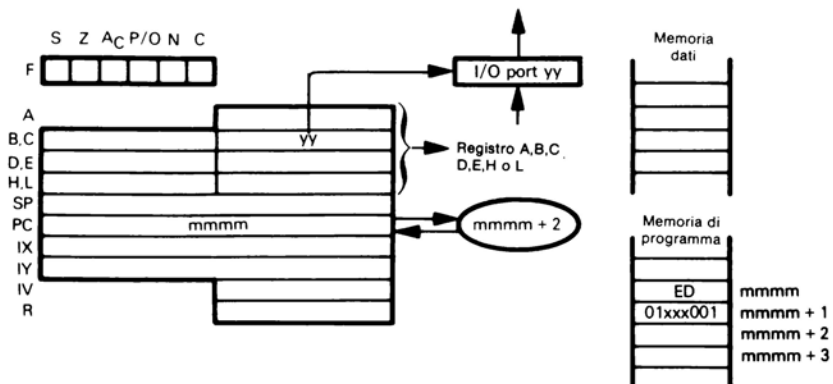 S Z AC P/O N C
F
I/O port yy
A
B,C
yy
D,E
H,L
SP
PC
mmmm
IX
IY
IV
R
Registro A,B,C
D,E,H o L
mmmm + 2
Memoria
dati
Memoria di
programma
ED mmmm
01xxx001 mmmm + 1
mmmm + 2
mmmm + 3